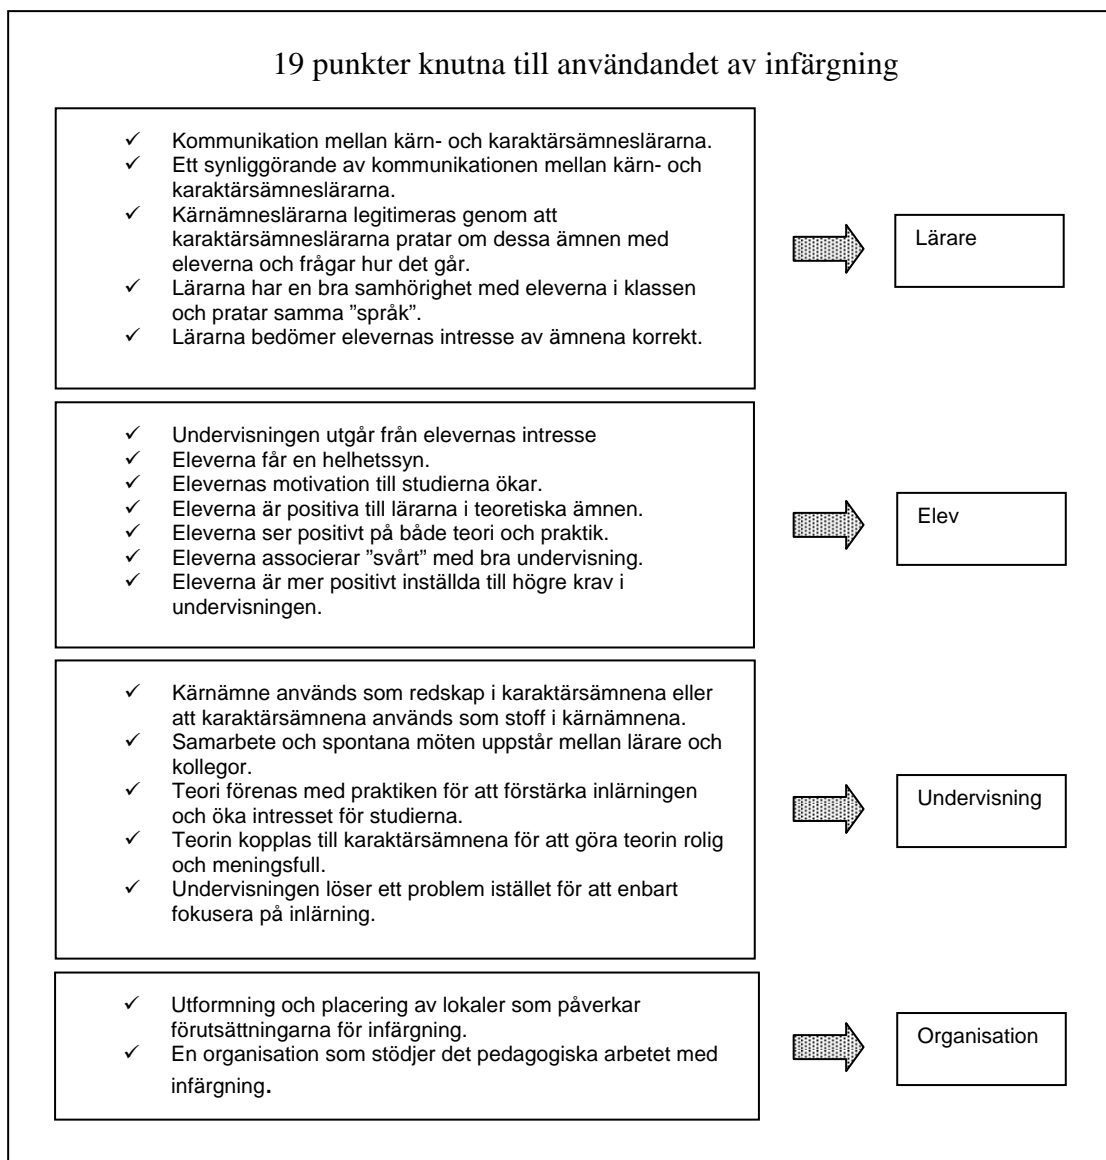 19 punkter knutna till användandet av infärgning
✓ Kommunikation mellan kärn- och karaktärsämneslärarna.
✓ Ett synliggörande av kommunikationen mellan kärn- och
karaktärsämneslärarna.
✓ Kärnämneslärarna legitimeras genom att
karaktärsämneslärarna pratar om dessa ämnen med
eleverna och frågar hur det går.
✓ Lärarna har en bra samhörighet med eleverna i klassen
och pratar samma ”språk”.
✓ Lärarna bedömer elevernas intresse av ämnena korrekt.
Lärare
✓ Undervisningen utgår från elevernas intresse
✓ Eleverna får en helhetssyn.
✓ Elevernas motivation till studierna ökar.
✓ Eleverna är positiva till lärarna i teoretiska ämnen.
✓ Eleverna ser positivt på både teori och praktik.
✓ Eleverna associerar ”svårt” med bra undervisning.
✓ Eleverna är mer positivt inställda till högre krav i
undervisningen.
Elev
✓ Kärnämne används som redskap i karaktärsämnena eller
att karaktärsämnena används som stoff i kärnämnena.
✓ Samarbete och spontana möten uppstår mellan lärare och
kollegor.
✓ Teori förenas med praktiken för att förstärka inlärningen
och öka intresset för studierna.
✓ Teorin kopplas till karaktärsämnena för att göra teorin rolig
och meningsfull.
✓ Undervisningen löser ett problem istället för att enbart
fokusera på inlärning.
Undervisning
✓ Utformning och placering av lokaler som påverkar
förutsättningarna för infärgning.
✓ En organisation som stödjer det pedagogiska arbetet med
infärgning.
Organisation